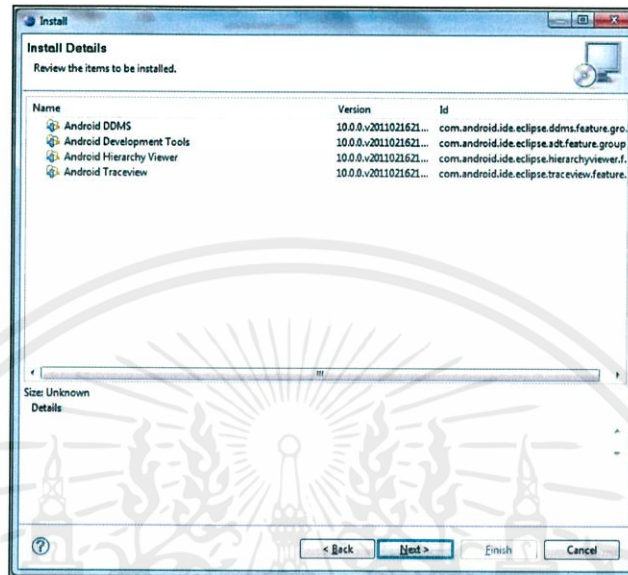 Install
Install Details
Review the items to be installed.
Name Version Id
Android DDMS 10.0.0.v2011021621... com.android.ide.eclipse.ddms.feature.gro.
Android Development Tools 10.0.0.v2011021621... com.android.ide.eclipse.adt.feature.group
Android Hierarchy Viewer 10.0.0.v2011021621... com.android.ide.eclipse.hierarchyviewer.f.
Android Traceview 10.0.0.v2011021621... com.android.ide.eclipse.traceview.feature.
Size: Unknown
Details
?
< Back Next > Finish Cancel